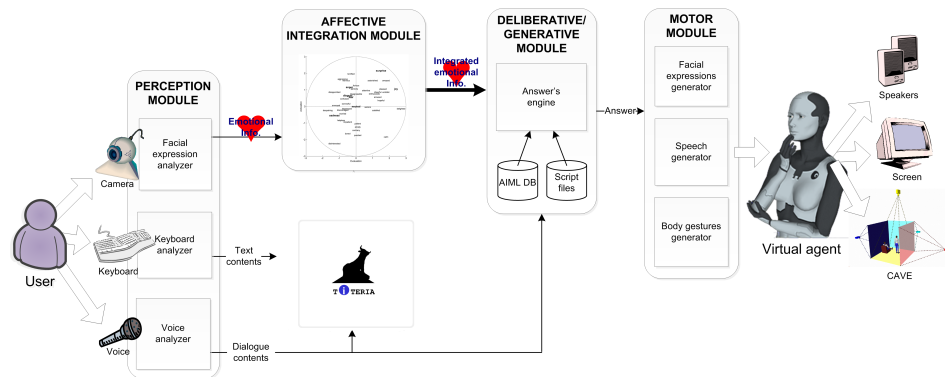 AFFECTIVE
INTEGRATION MODULE
DELIBERATIVE/
GENERATIVE
MODULE
MOTOR
MODULE
PERCEPTION
MODULE
Emotional
Info.
Integrated
emotional
Info.
Answer's
engine
AIML DB
Script
files
Answer
Facial
expressions
generator
Speech
generator
Body gestures
generator
Facial
expression
analyzer
Keyboard
analyzer
Voice
analyzer
Camera
Keyboard
Voice
User
Text
contents
Dialogue
contents
TITERIA
Virtual agent
Speakers
Screen
CAVE